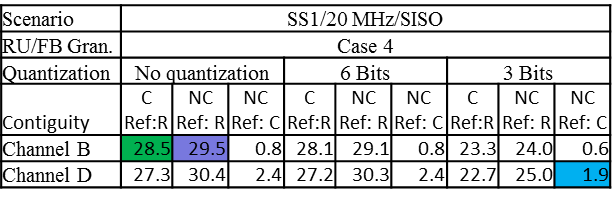 Scenario SS1/20 MHz/SISO
RU/FB Gran. Case 4
Quantization No quantization 6 Bits 3 Bits
C NC NC C NC NC C NC NC
Contiguity Ref:R Ref: R Ref: C Ref:R Ref: R Ref: C Ref:R Ref: R Ref: C
Channel B 28.5 29.5 0.8 28.1 29.1 0.8 23.3 24.0 0.6
Channel D 27.3 30.4 2.4 27.2 30.3 2.4 22.7 25.0 1.9